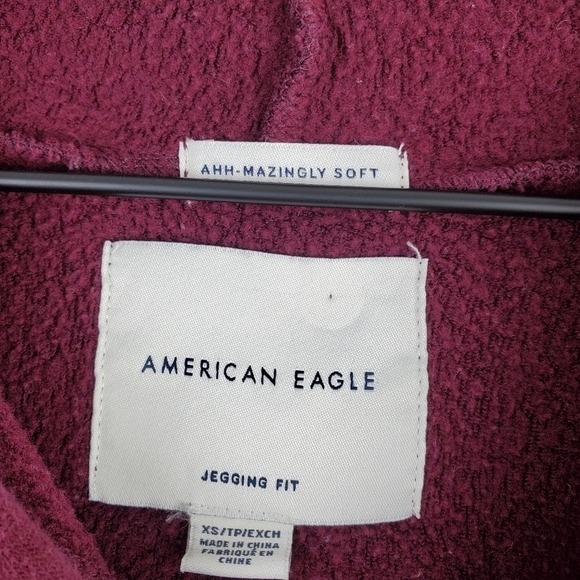 AHH-MAZINGLY SOFT
AMERICAN EAGLE
JEGGING FIT
XS/TP/EXCH
MADE IN CHINA
FABRIQUÉ EN
CHINE